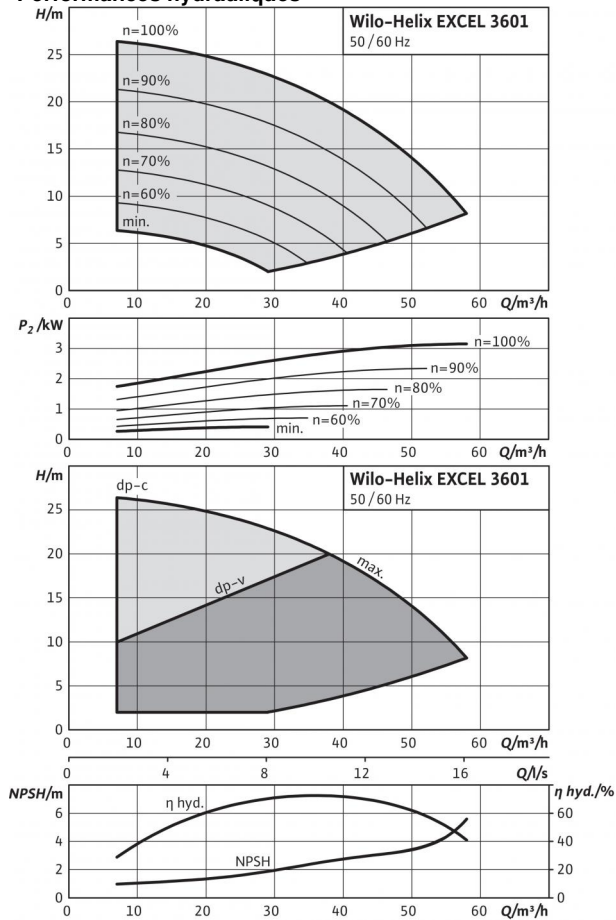 Performances hydrauliques
H/m
Wilo-Helix EXCEL 3601
50/60 Hz
n=100%
25
n=90%
20
n=80%
15
n=70%
10
n=60%
min.
5
0
0 10 20 30 40 50 60 Q/m³/h
P₂/kW
3
n=100%
n=90%
2
n=80%
n=70%
1
n=60%
min.
0
0 10 20 30 40 50 60 Q/m³/h
H/m
Wilo-Helix EXCEL 3601
50/60 Hz
dp-c
25
20
max.
dp-v
15
10
5
0
0 10 20 30 40 50 60 Q/m³/h
0 4 8 12 16 Q/l/s
NPSH/m
η hyd./%
η hyd.
6 60
4 40
NPSH
2 20
0 0
0 10 20 30 40 50 60 Q/m³/h